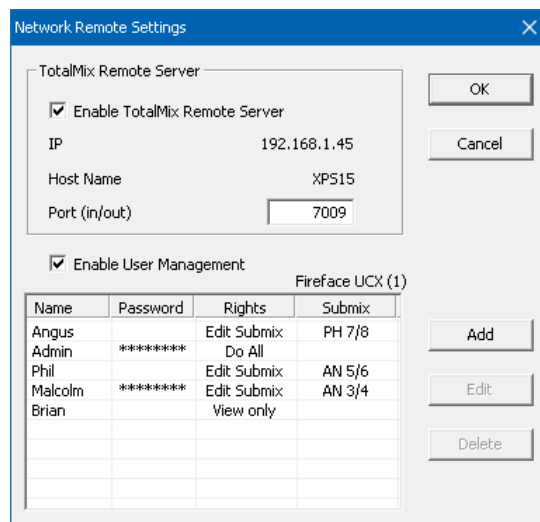 Network Remote Settings
TotalMix Remote Server
OK
Enable TotalMix Remote Server
IP 192.168.1.45
Cancel
Host Name XPS15
Port (in/out) 7009
Enable User Management
Fireface UCX (1)
Name Password Rights Submix
Angus Edit Submix PH 7/8
Add
Admin ******** Do All
Phil Edit Submix AN 5/6
Malcolm ******** Edit Submix AN 3/4
Edit
Brian View only
Delete